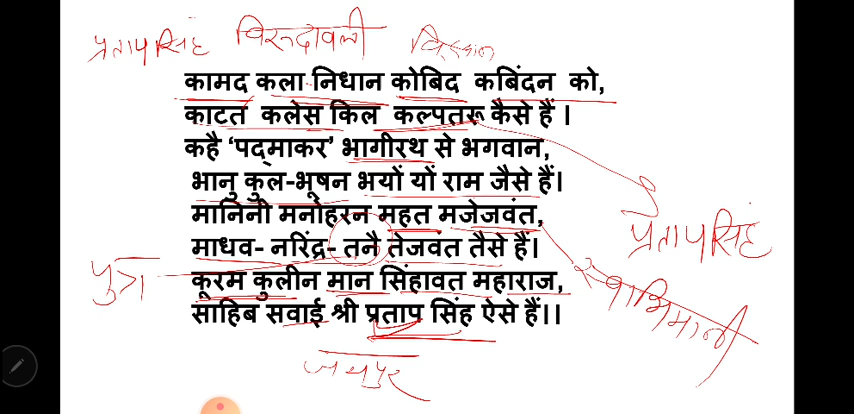 प्रतापसिंह विरूदावली विद्वान
कामद कला निधान कोबिद कबिंदन को,
काटत कलेस किल कल्पतरू कैसे हैं ।
कहै ‘पद्माकर’ भागीरथ से भगवान,
भानु कुल-भूषन भयों यों राम जैसे हैं।
मानिनी मनोहरन महत मजेजवंत,
प्रतापसिंह
माधव- नरिंद्र- तनै तेजवंत तैसे हैं।
पुत्र
कूरम कुलीन मान सिंहावत महाराज,
स्वाभिमानी
साहिब सवाई श्री प्रताप सिंह ऐसे हैं।।
जयपुर